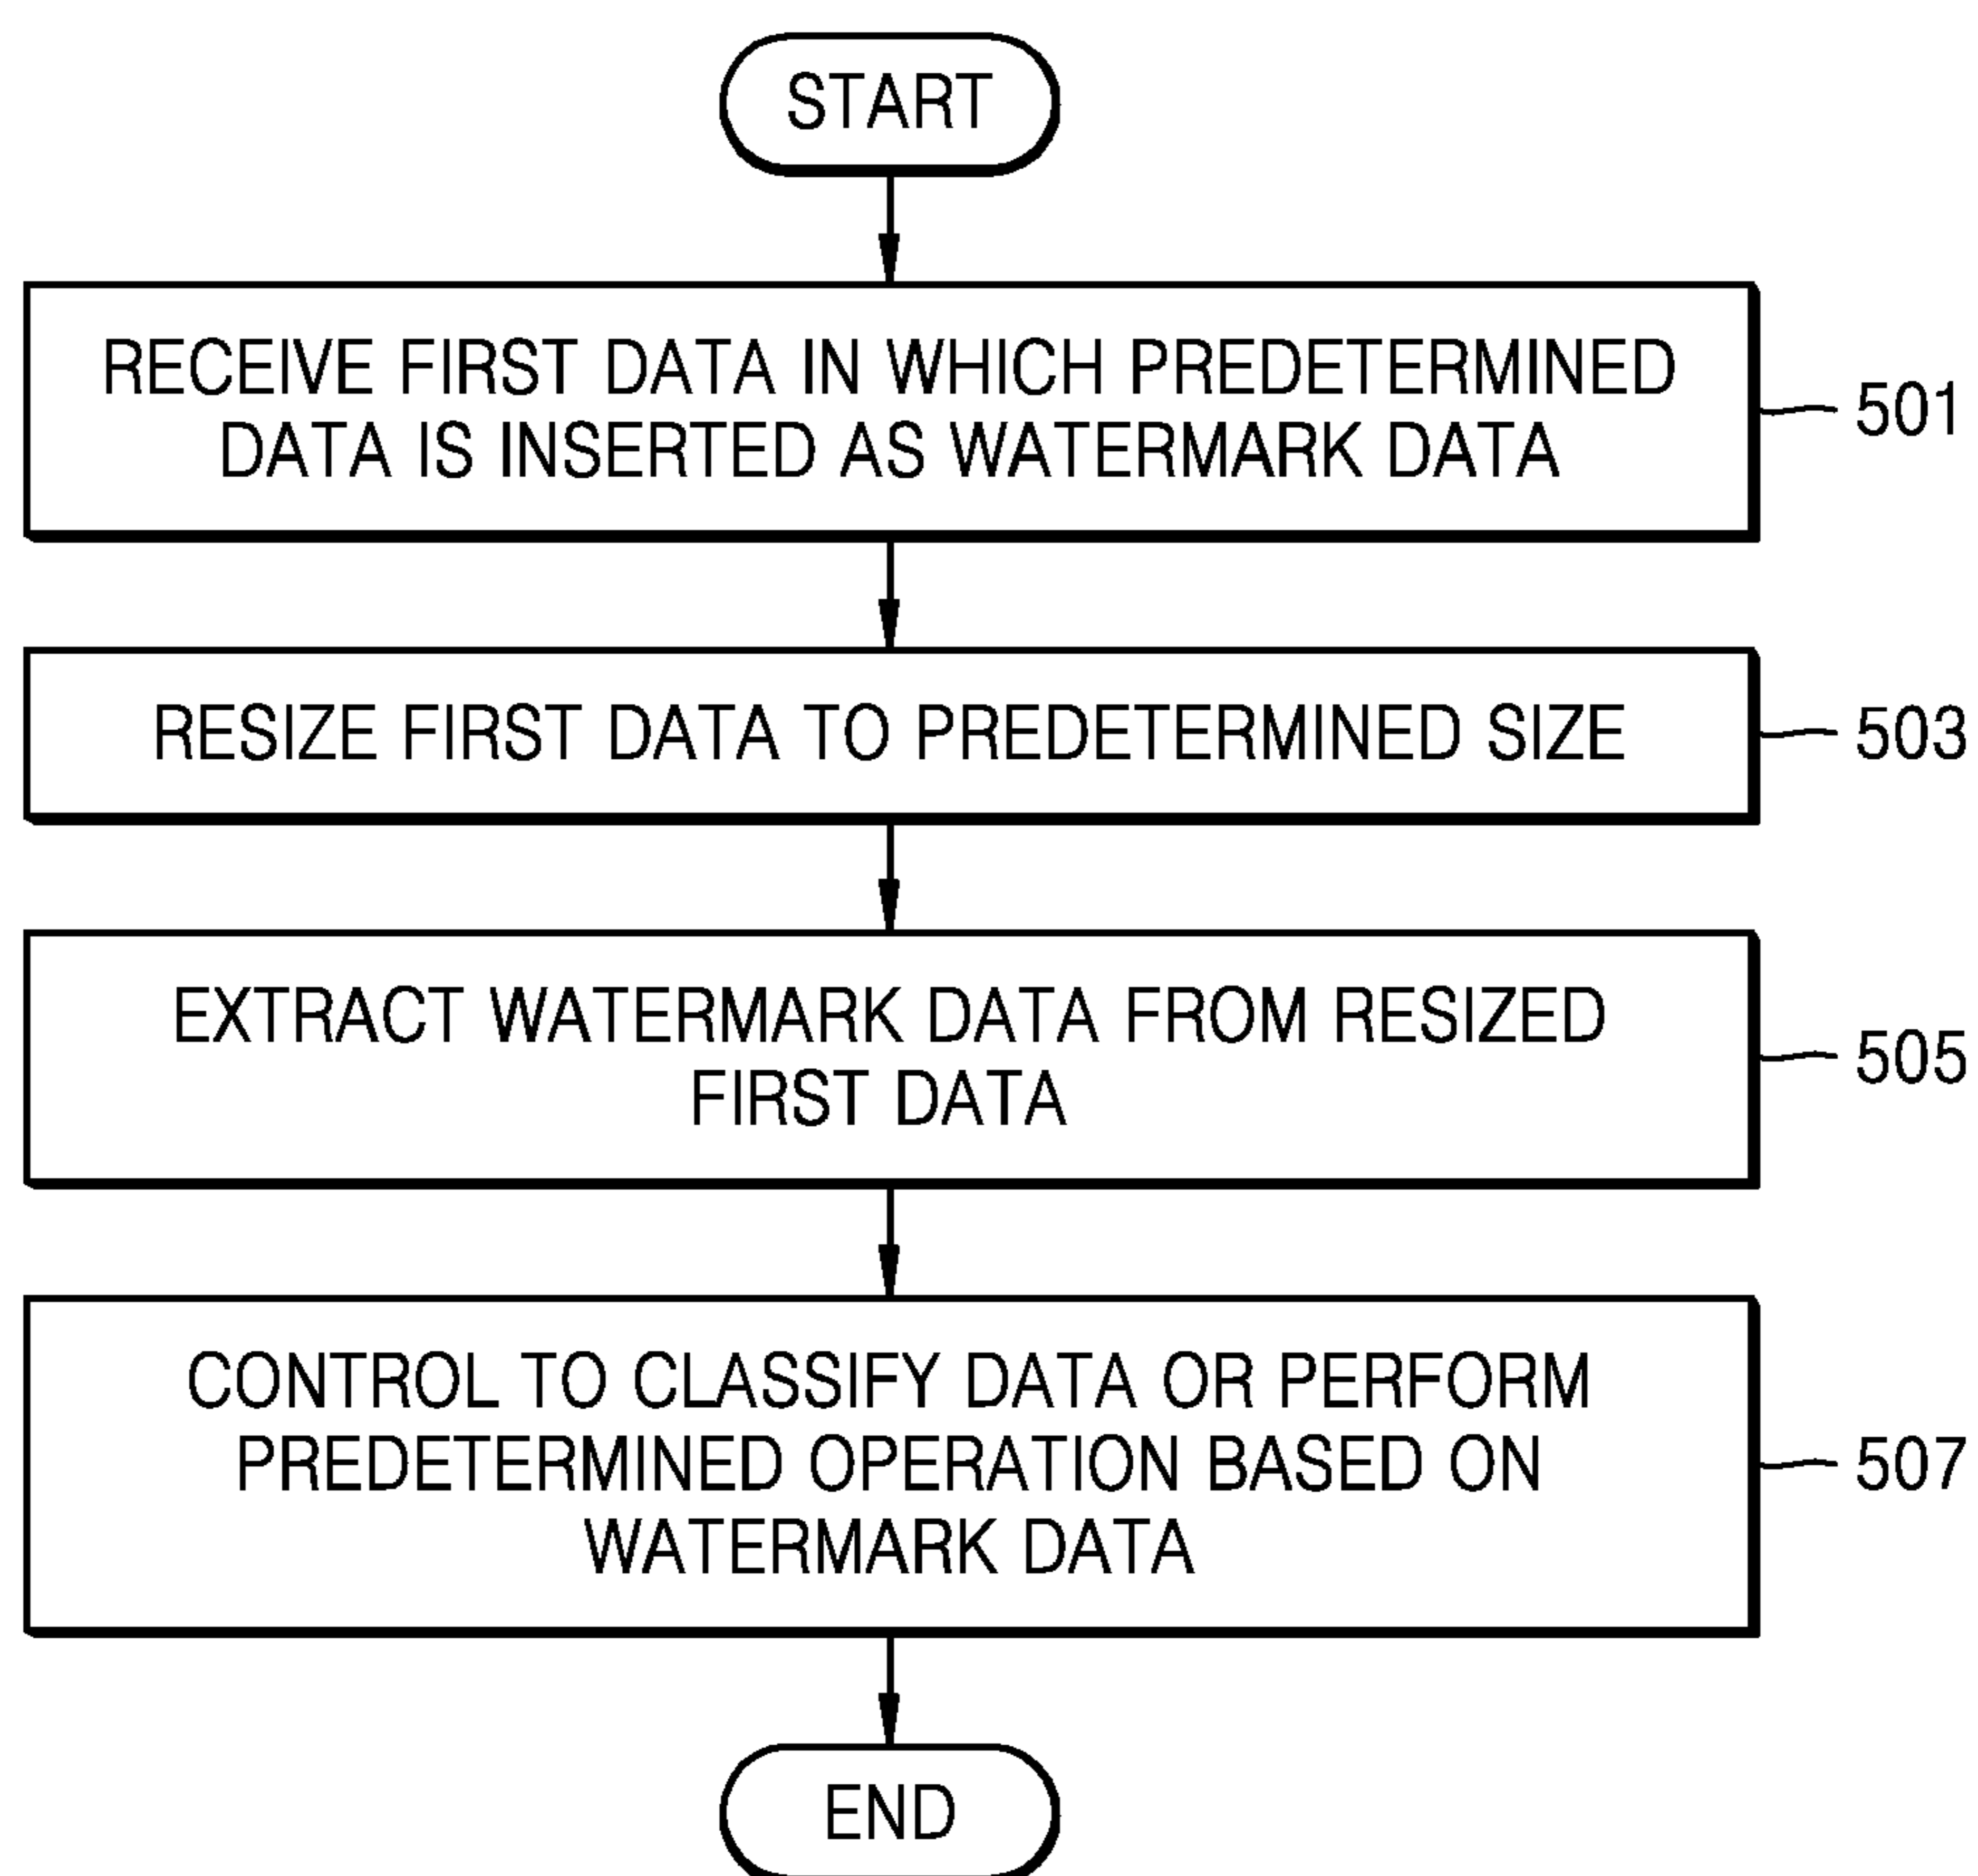 START
RECEIVE FIRST DATA IN WHICH PREDETERMINED
DATA IS INSERTED AS WATERMARK DATA
501
RESIZE FIRST DATA TO PREDETERMINED SIZE
503
EXTRACT WATERMARK DATA FROM RESIZED
FIRST DATA
505
CONTROL TO CLASSIFY DATA OR PERFORM
PREDETERMINED OPERATION BASED ON
WATERMARK DATA
507
END